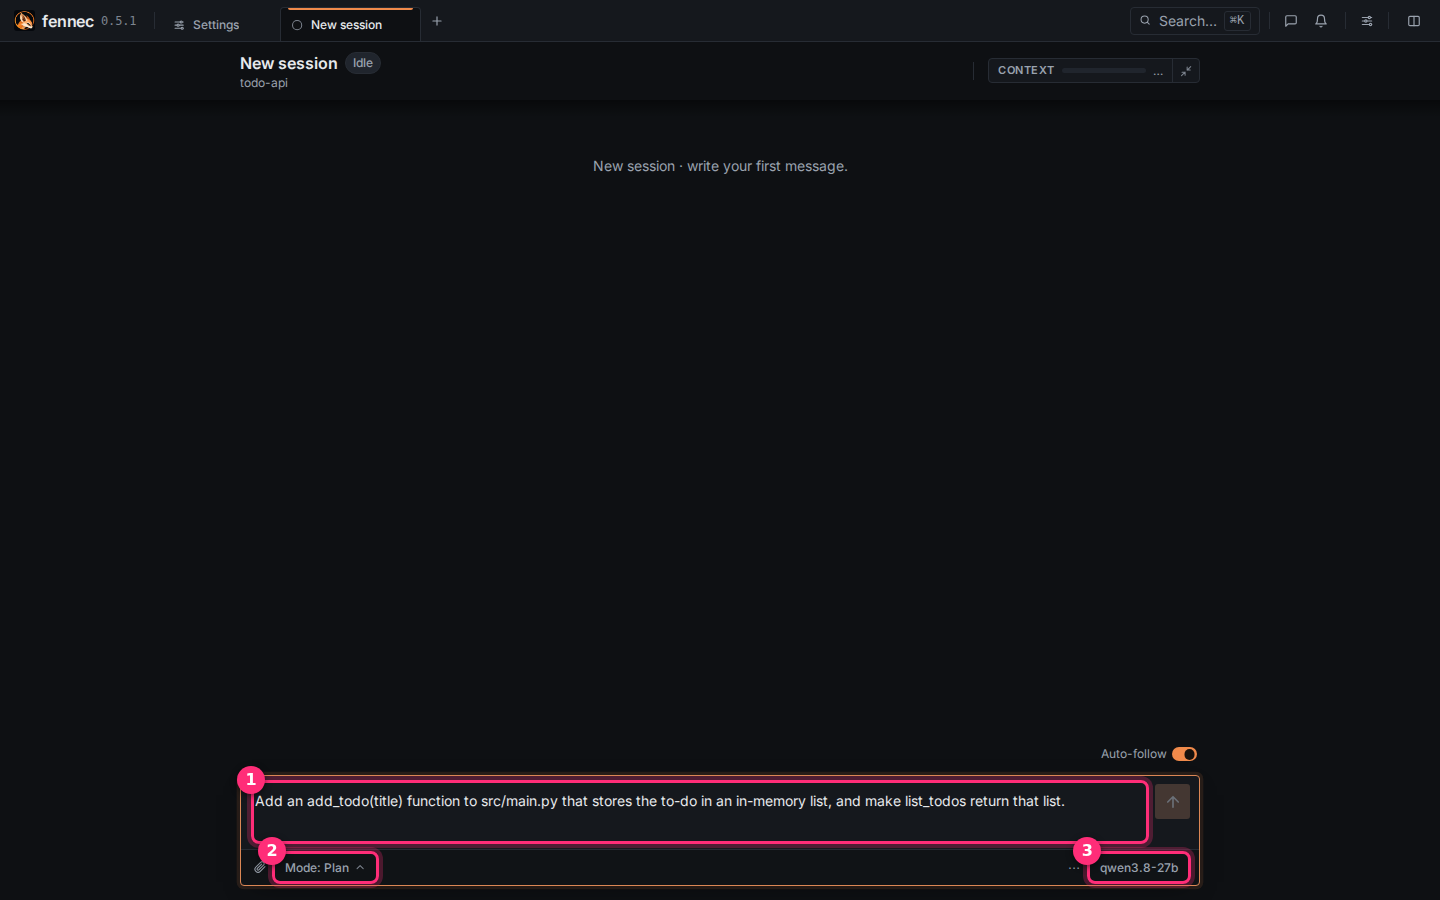 fennec 0.5.1
Settings
New session
Search... ⌘K
New session Idle
todo-api
CONTEXT ...
New session · write your first message.
Auto-follow
1
Add an add_todo(title) function to src/main.py that stores the to-do in an in-memory list, and make list_todos return that list.
2
Mode: Plan
3
qwen3.8-27b